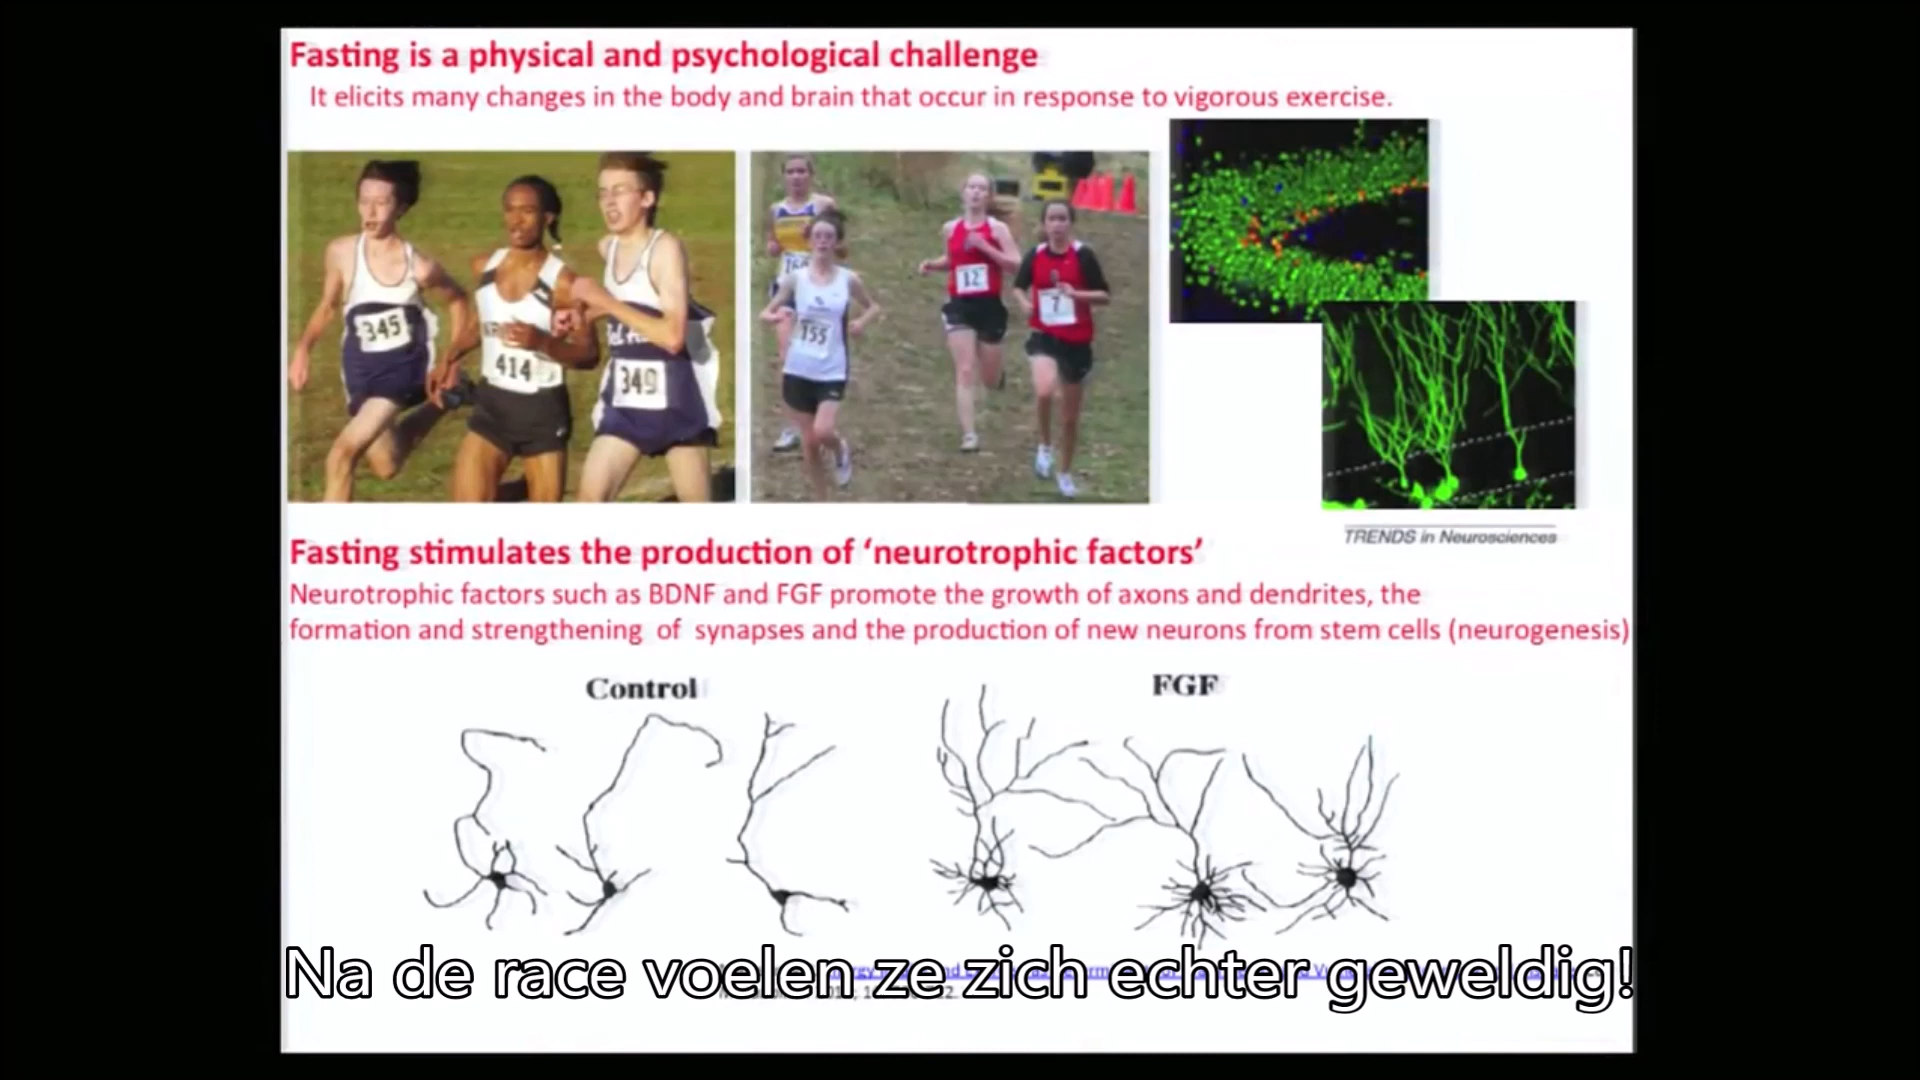 Fasting is a physical and psychological challenge
It elicits many changes in the body and brain that occur in response to vigorous exercise.
345
414
349
155
12
7
TRENDS in Neurosciences
Fasting stimulates the production of ‘neurotrophic factors’
Neurotrophic factors such as BDNF and FGF promote the growth of axons and dendrites, the
formation and strengthening of synapses and the production of new neurons from stem cells (neurogenesis)
Control
FGF
Na de race voelen ze zich echter geweldig!